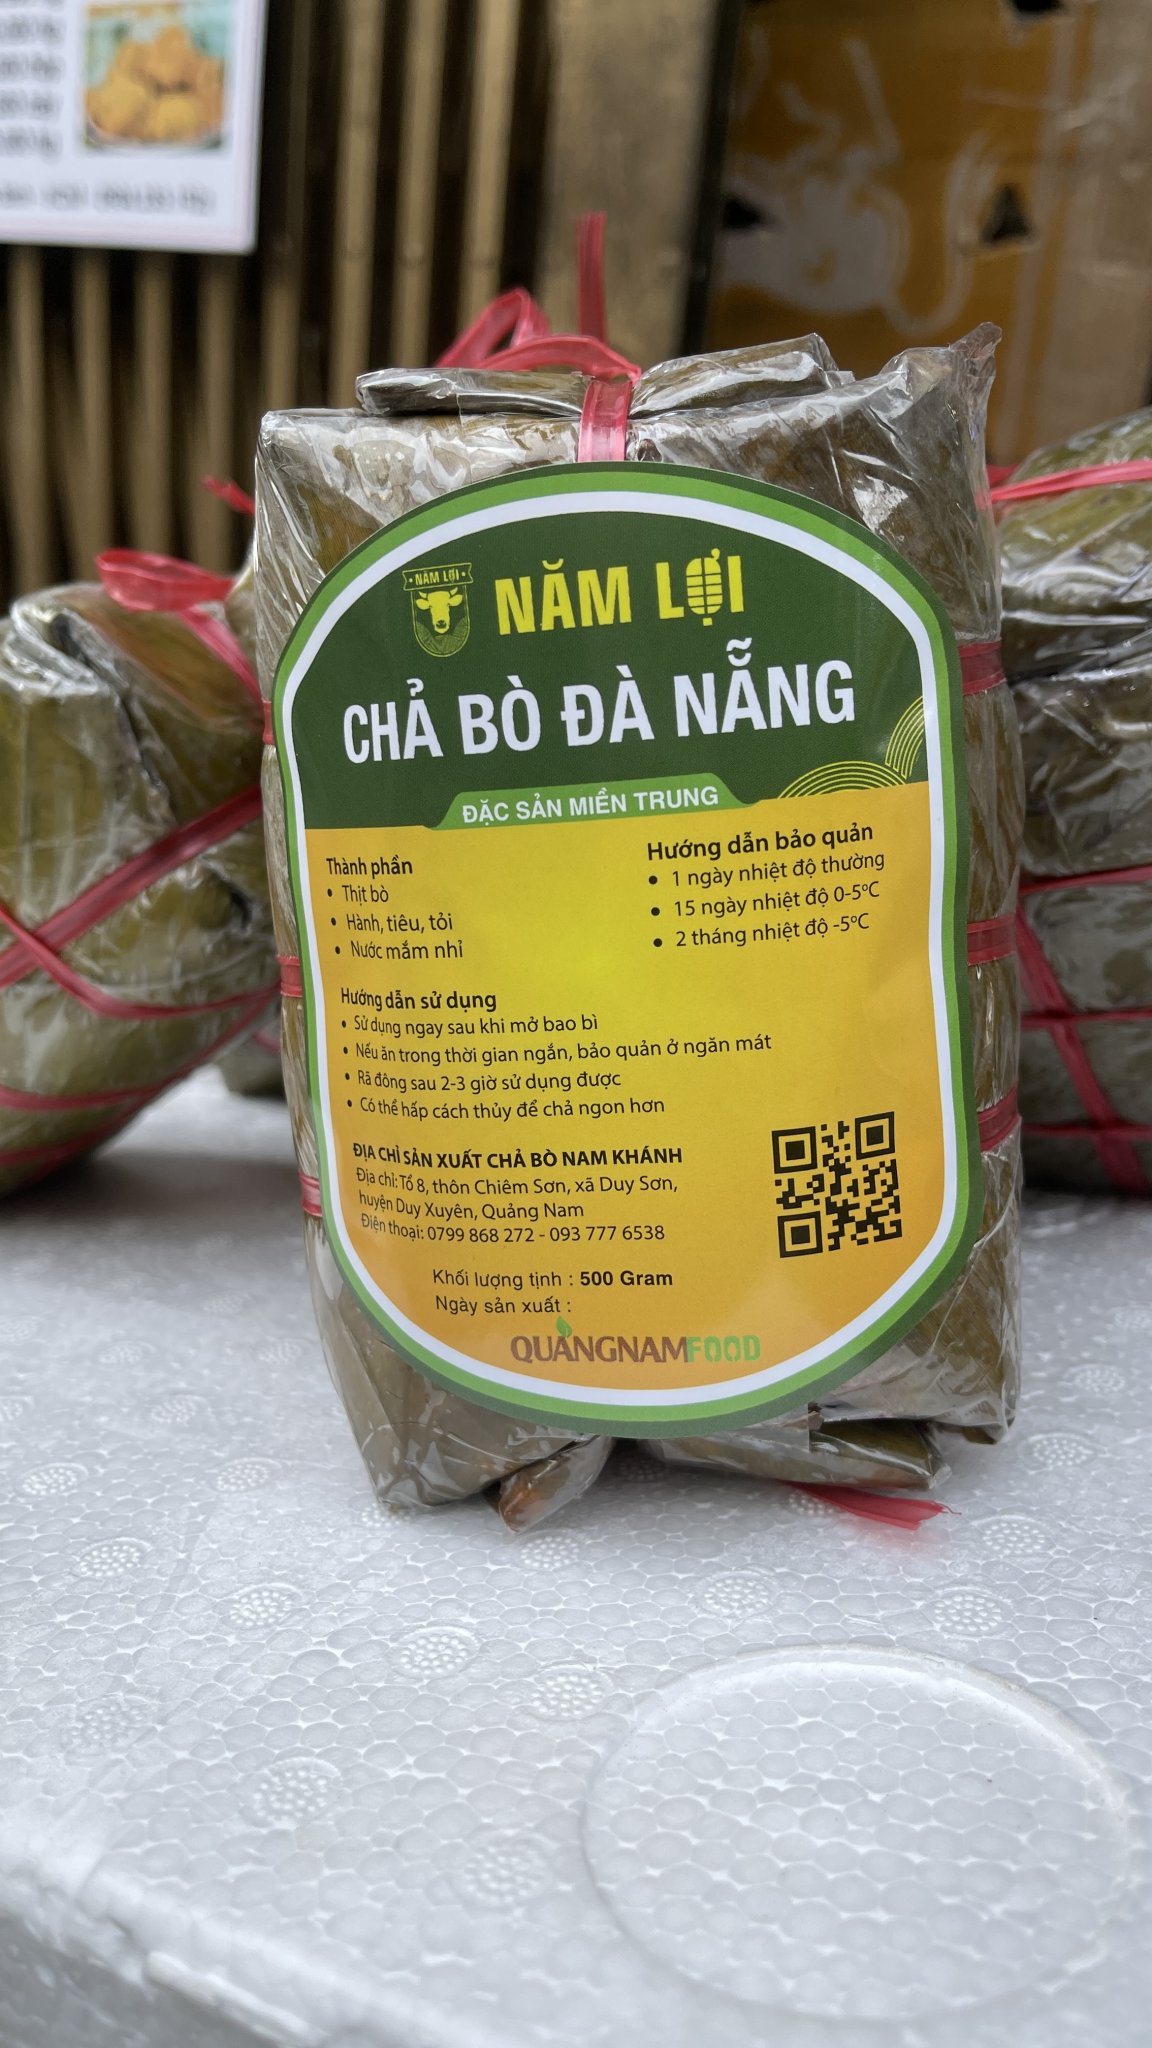 NĂM LỢI
NĂM LỢI
CHẢ BÒ ĐÀ NẴNG
ĐẶC SẢN MIỀN TRUNG
Thành phần
• Thịt bò
• Hành, tiêu, tỏi
• Nước mắm nhỉ
Hướng dẫn bảo quản
• 1 ngày nhiệt độ thường
• 15 ngày nhiệt độ 0-5ºC
• 2 tháng nhiệt độ -5ºC
Hướng dẫn sử dụng
• Sử dụng ngay sau khi mở bao bì
• Nếu ăn trong thời gian ngắn, bảo quản ở ngăn mát
• Rã đông sau 2-3 giờ sử dụng được
• Có thể hấp cách thủy để chả ngon hơn
ĐỊA CHỈ SẢN XUẤT CHẢ BÒ NAM KHÁNH
Địa chỉ: Tổ 8, thôn Chiêm Sơn, xã Duy Sơn,
huyện Duy Xuyên, Quảng Nam
Điện thoại: 0799 868 272 - 093 777 6538
Khối lượng tịnh : 500 Gram
Ngày sản xuất :
QUẢNGNAMFOOD